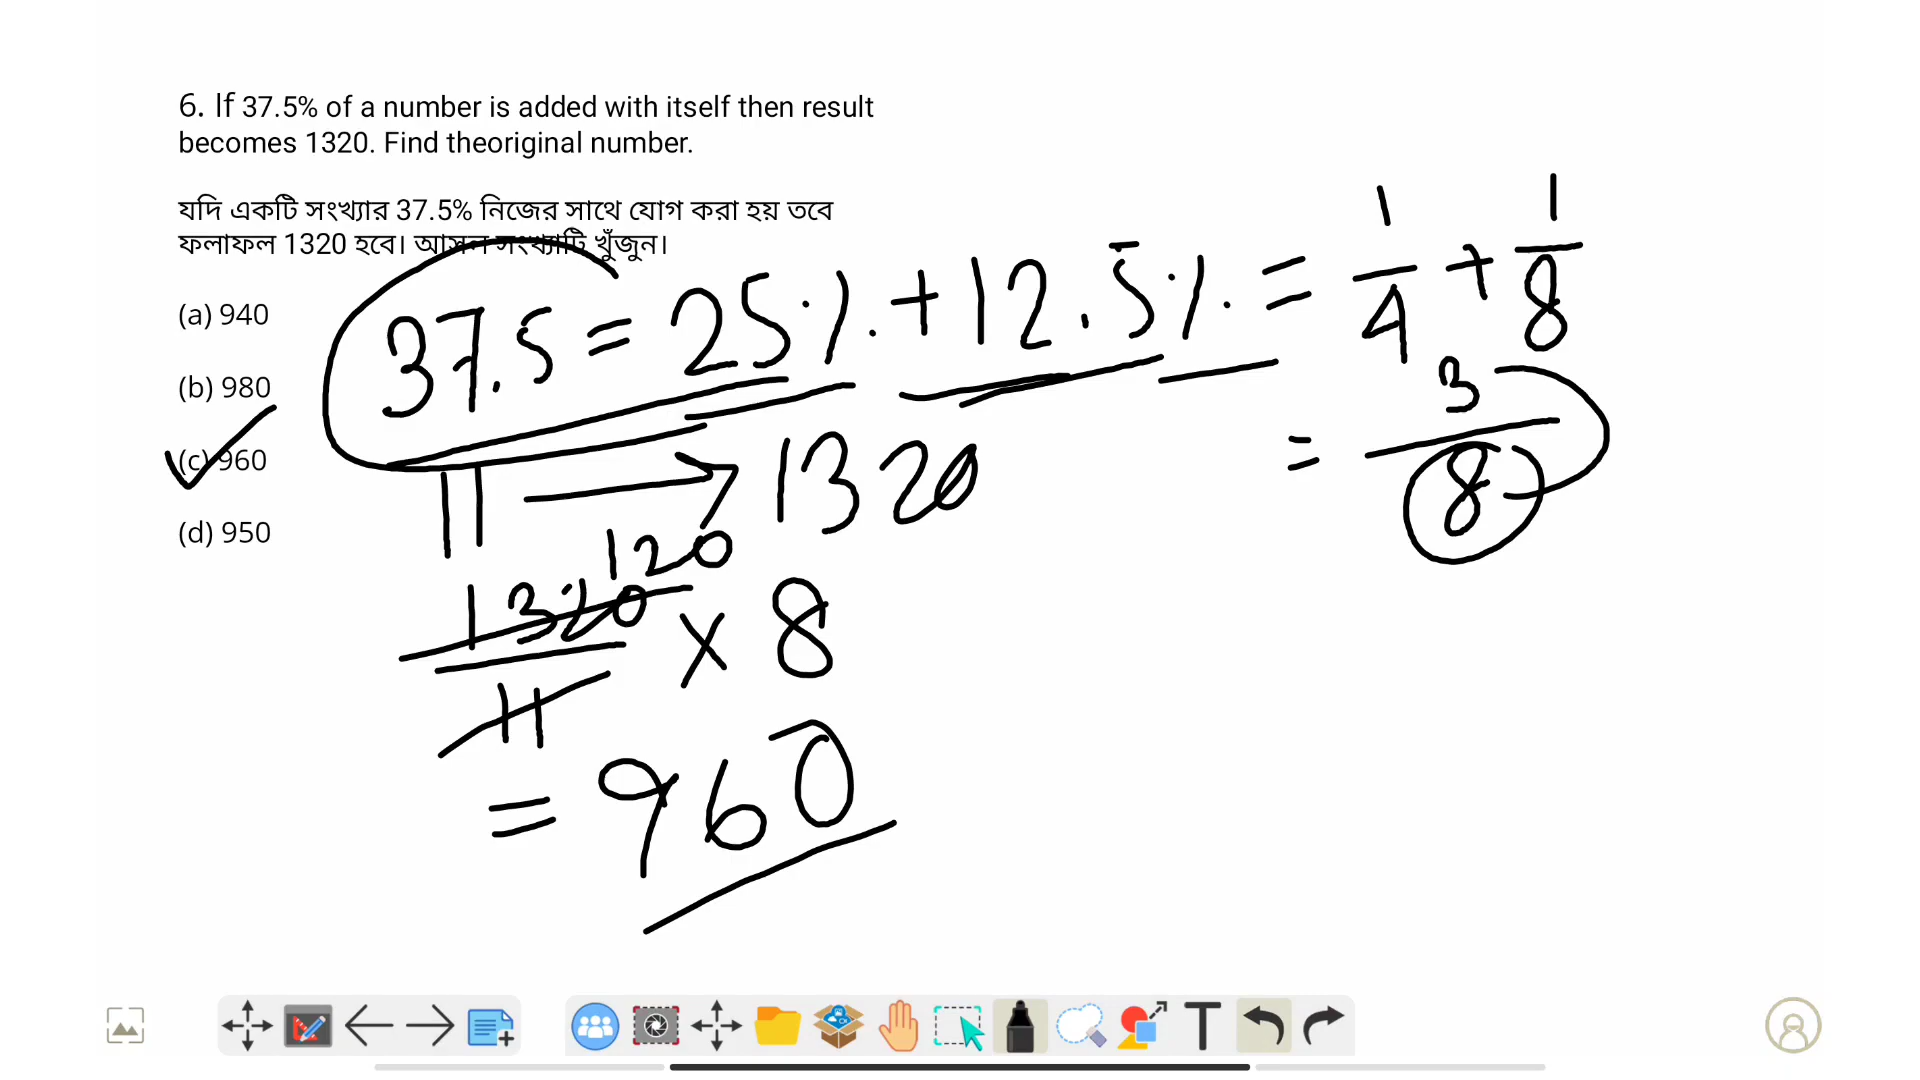 6. If 37.5% of a number is added with itself then result
becomes 1320. Find theoriginal number.
যদি একটি সংখ্যার 37.5% নিজের সাথে যোগ করা হয় তবে
ফলাফল 1320 হবে। আসল সংখ্যাটি খুঁজুন।
(a) 940
(b) 980
(c) 960
(d) 950
37.5 = 25% + 12.5% = 1/4 + 1/8
= 3/8
11 → 1320
120
1320/11 × 8
= 960
T